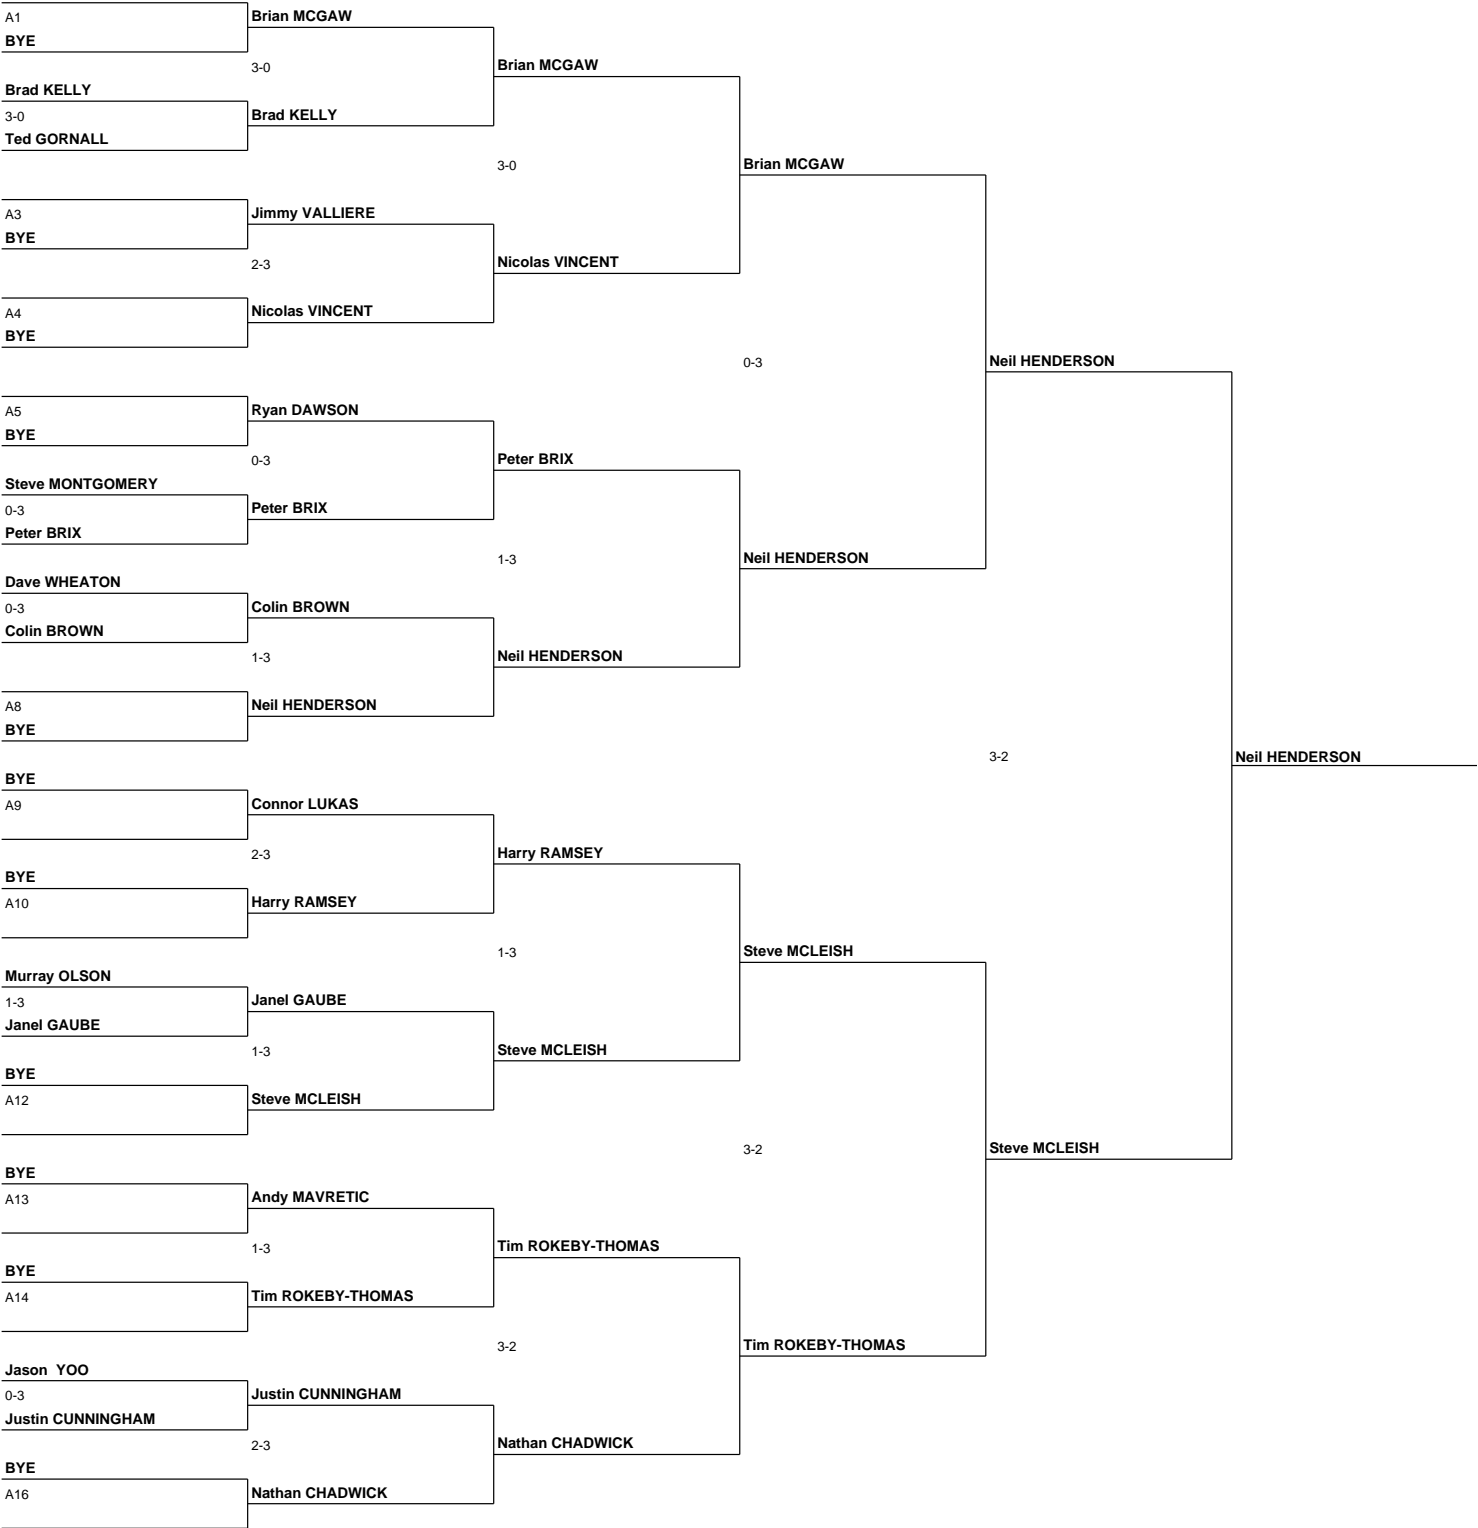 A1
BYE
Brian MCGAW
3-0
Brad KELLY
3-0
Ted GORNALL
Brad KELLY
Brian MCGAW
3-0
A3
BYE
Jimmy VALLIERE
2-3
A4
BYE
Nicolas VINCENT
Nicolas VINCENT
Brian MCGAW
0-3
A5
BYE
Ryan DAWSON
0-3
Steve MONTGOMERY
0-3
Peter BRIX
Peter BRIX
Peter BRIX
1-3
Dave WHEATON
0-3
Colin BROWN
Colin BROWN
1-3
A8
BYE
Neil HENDERSON
Neil HENDERSON
Neil HENDERSON
Neil HENDERSON
3-2
Neil HENDERSON
BYE
A9
Connor LUKAS
2-3
BYE
A10
Harry RAMSEY
Harry RAMSEY
1-3
Murray OLSON
1-3
Janel GAUBE
Janel GAUBE
1-3
BYE
A12
Steve MCLEISH
Steve MCLEISH
Steve MCLEISH
3-2
BYE
A13
Andy MAVRETIC
1-3
BYE
A14
Tim ROKEBY-THOMAS
Tim ROKEBY-THOMAS
3-2
Jason  YOO
0-3
Justin CUNNINGHAM
Justin CUNNINGHAM
2-3
BYE
A16
Nathan CHADWICK
Nathan CHADWICK
Tim ROKEBY-THOMAS
Steve MCLEISH